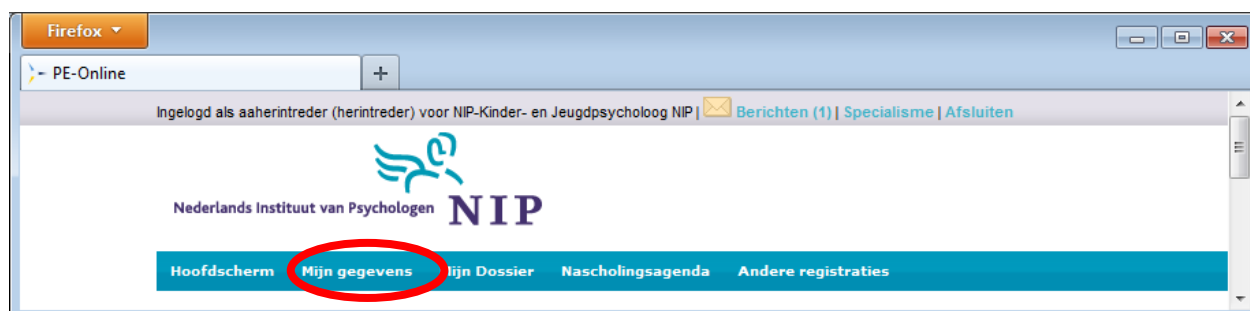 Firefox
PE-Online
Ingelogd als aaherintreder (herintreder) voor NIP-Kinder- en Jeugdpsycholoog NIP | Berichten (1) | Specialisme | Afsluiten
Nederlands Instituut van Psychologen NIP
Hoofdscherm Mijn gegevens Mijn Dossier Nascholingsagenda Andere registraties